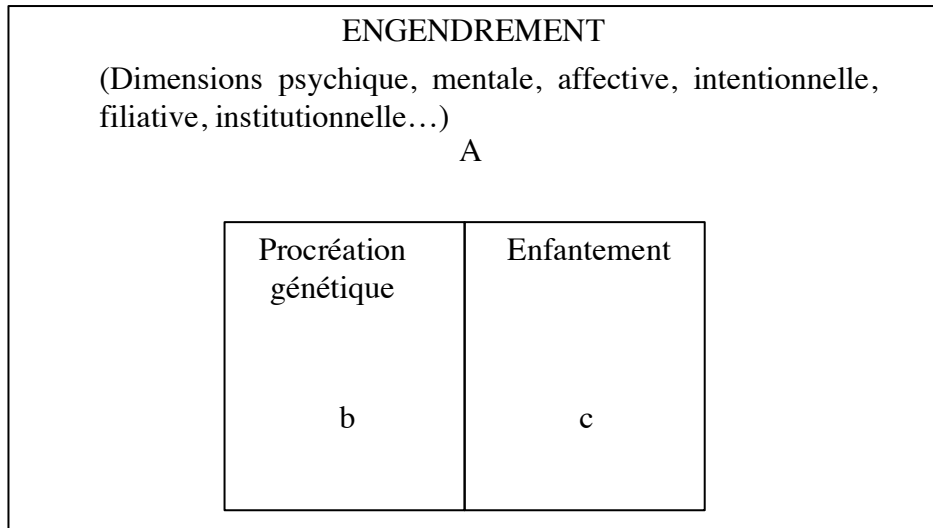 ENGENDREMENT
(Dimensions psychique, mentale, affective, intentionnelle,
filiative, institutionnelle…)
A
Procréation
génétique
Enfantement
b
c